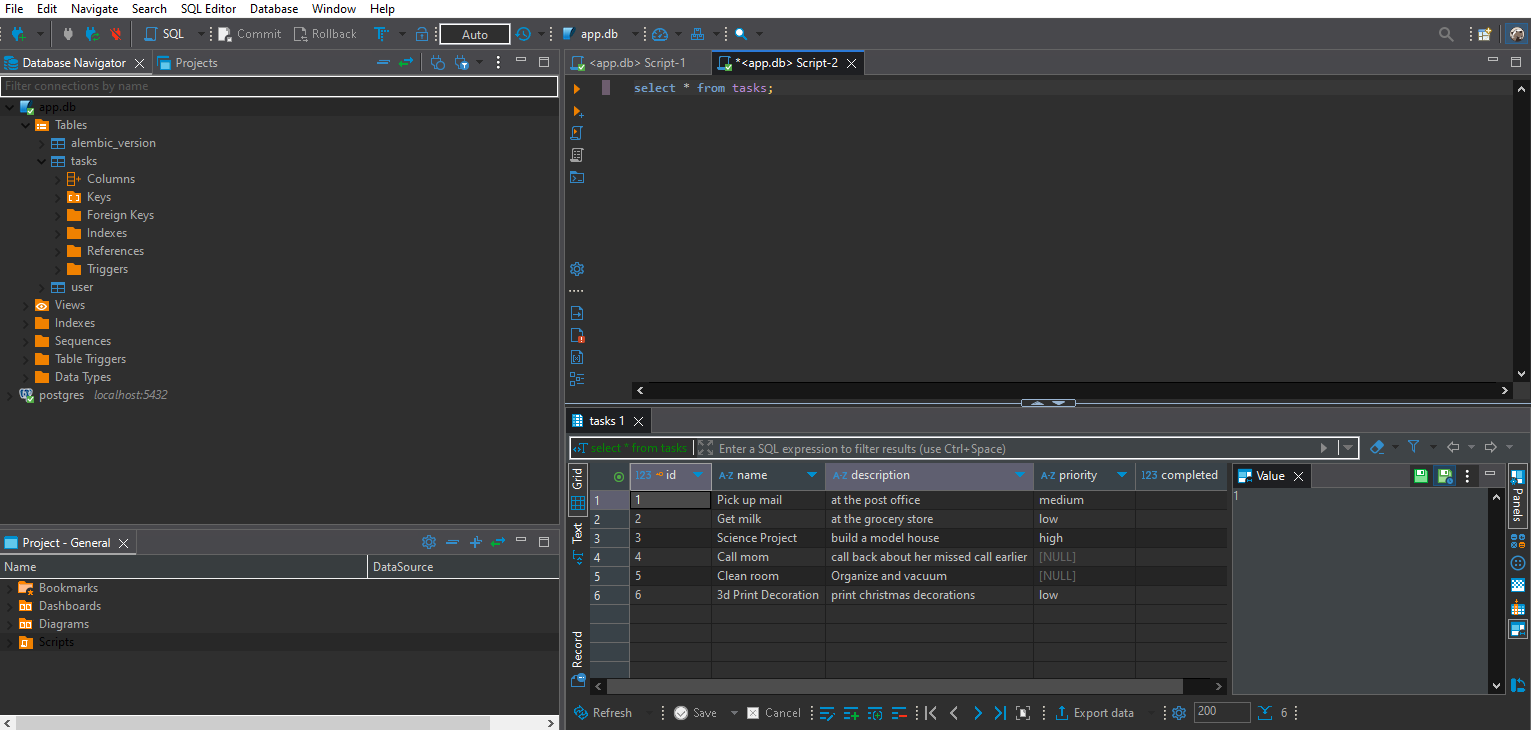 File Edit Navigate Search SQL Editor Database Window Help
SQL Commit Rollback Auto app.db
Database Navigator Projects
Filter connections by name
app.db
Tables
alembic_version
tasks
Columns
Keys
Foreign Keys
Indexes
References
Triggers
user
Views
Indexes
Sequences
Table Triggers
Data Types
postgres localhost:5432
Project - General
Name DataSource
Bookmarks
Dashboards
Diagrams
Scripts
<app.db> Script-1 *<app.db> Script-2
select * from tasks;
tasks 1
select * from tasks Enter a SQL expression to filter results (use Ctrl+Space)
Grid
Text
Record
123 id A-Z name A-Z description A-Z priority 123 completed
1 1 Pick up mail at the post office medium
2 2 Get milk at the grocery store low
3 3 Science Project build a model house high
4 4 Call mom call back about her missed call earlier [NULL]
5 5 Clean room Organize and vacuum [NULL]
6 6 3d Print Decoration print christmas decorations low
Value
1
Panels
Refresh Save Cancel Export data 200 6